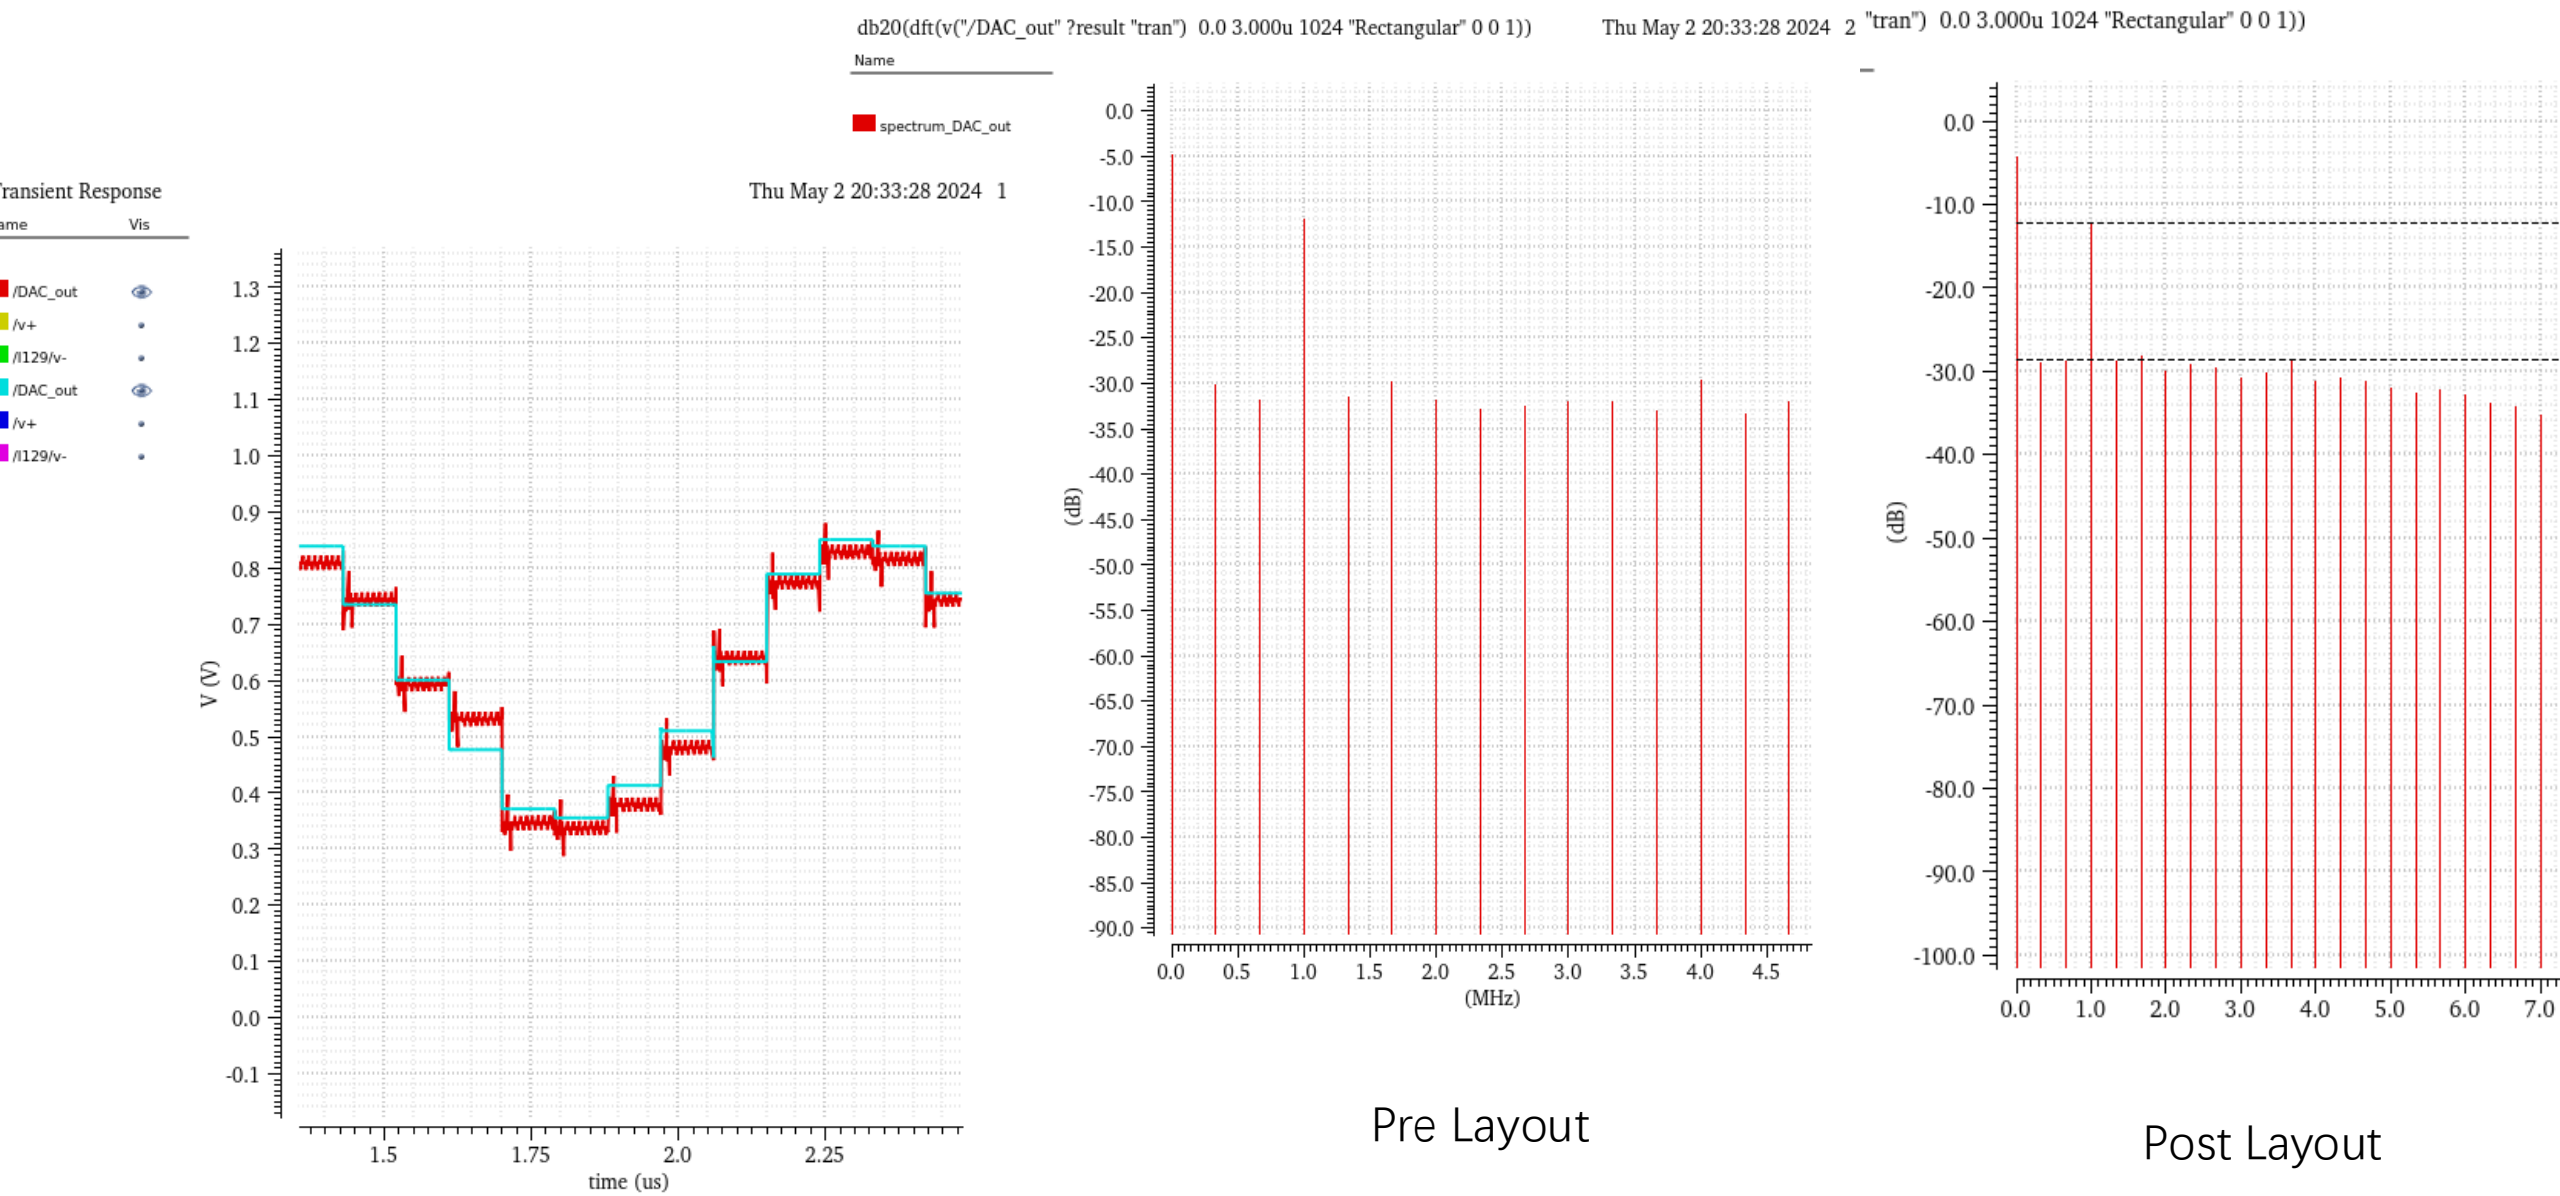 db20(dft(v("/DAC_out" ?result "tran") 0.0 3.000u 1024 "Rectangular" 0 0 1)) Thu May 2 20:33:28 2024 2
"tran") 0.0 3.000u 1024 "Rectangular" 0 0 1))
Name
spectrum_DAC_out
ransient Response Thu May 2 20:33:28 2024 1
ame Vis
/DAC_out
/v+
/I129/v-
/DAC_out
/v+
/I129/v-
1.3
1.2
1.1
1.0
0.9
0.8
0.7
0.6
0.5
0.4
0.3
0.2
0.1
0.0
-0.1
V (V)
1.5 1.75 2.0 2.25
time (us)
0.0
-5.0
-10.0
-15.0
-20.0
-25.0
-30.0
-35.0
-40.0
-45.0
-50.0
-55.0
-60.0
-65.0
-70.0
-75.0
-80.0
-85.0
-90.0
(dB)
0.0 0.5 1.0 1.5 2.0 2.5 3.0 3.5 4.0 4.5
(MHz)
Pre Layout
0.0
-10.0
-20.0
-30.0
-40.0
-50.0
-60.0
-70.0
-80.0
-90.0
-100.0
(dB)
0.0 1.0 2.0 3.0 4.0 5.0 6.0 7.0
Post Layout